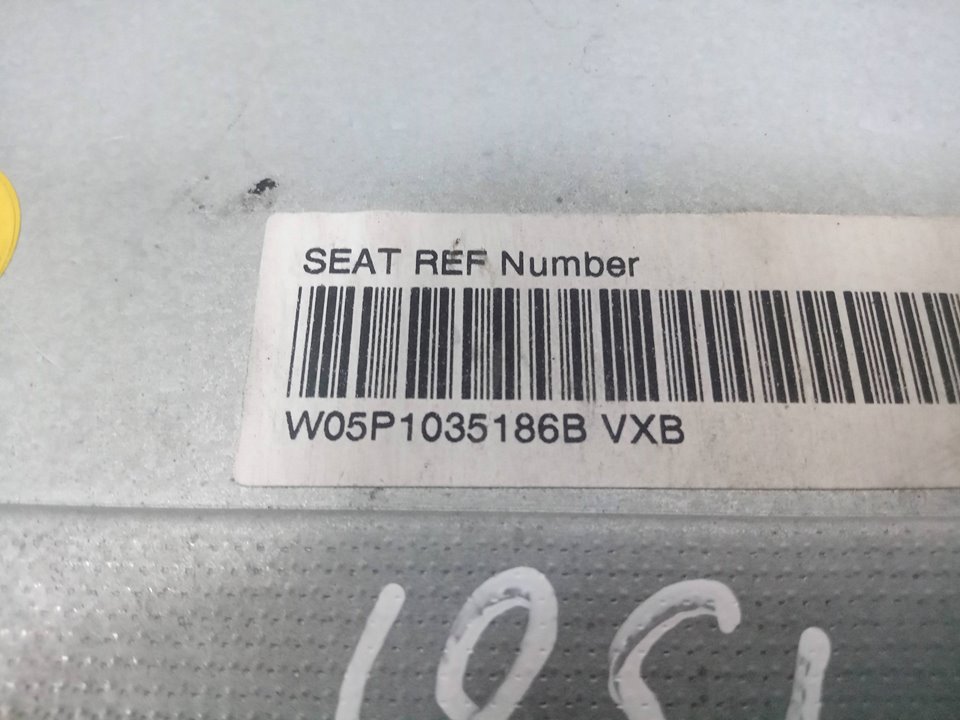 SEAT REF Number
W05P1035186B VXB